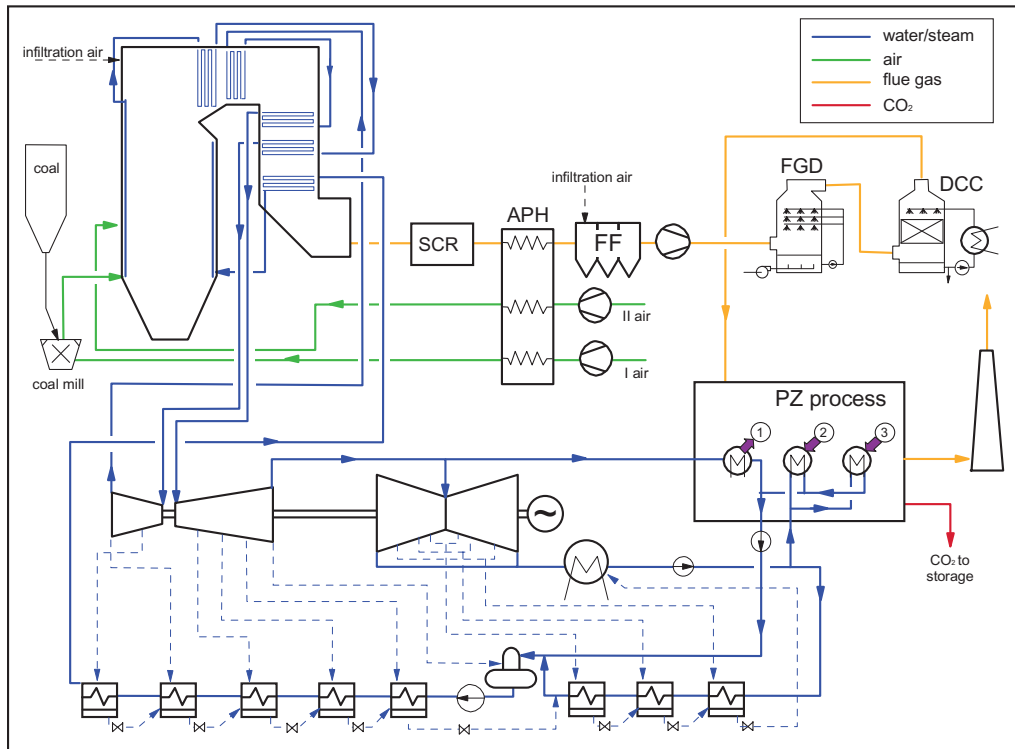 infiltration air
water/steam
air
flue gas
CO₂
coal
infiltration air
FGD
DCC
APH
SCR
FF
II air
I air
coal mill
PZ process
1
2
3
~
CO₂ to
storage